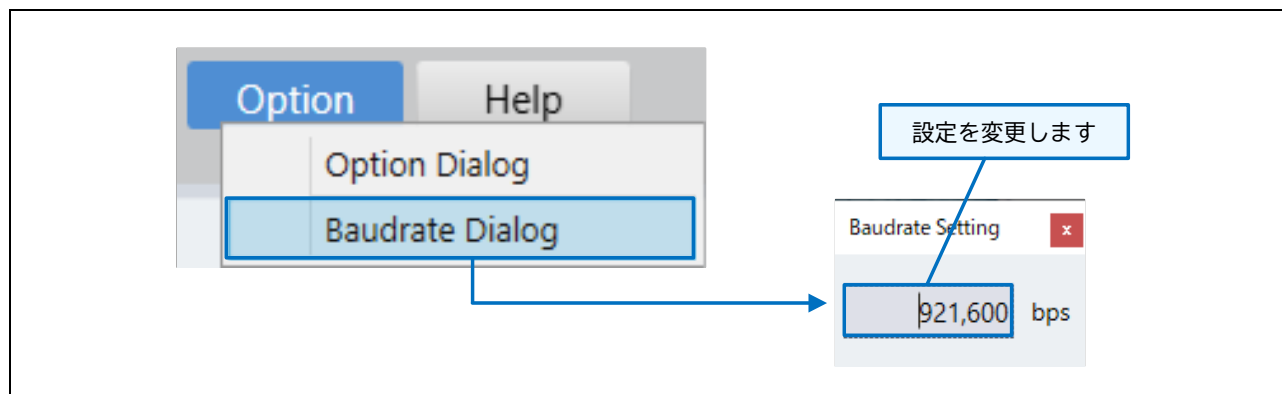 Option Help
Option Dialog
Baudrate Dialog
設定を変更します
Baudrate Setting x
921,600 bps